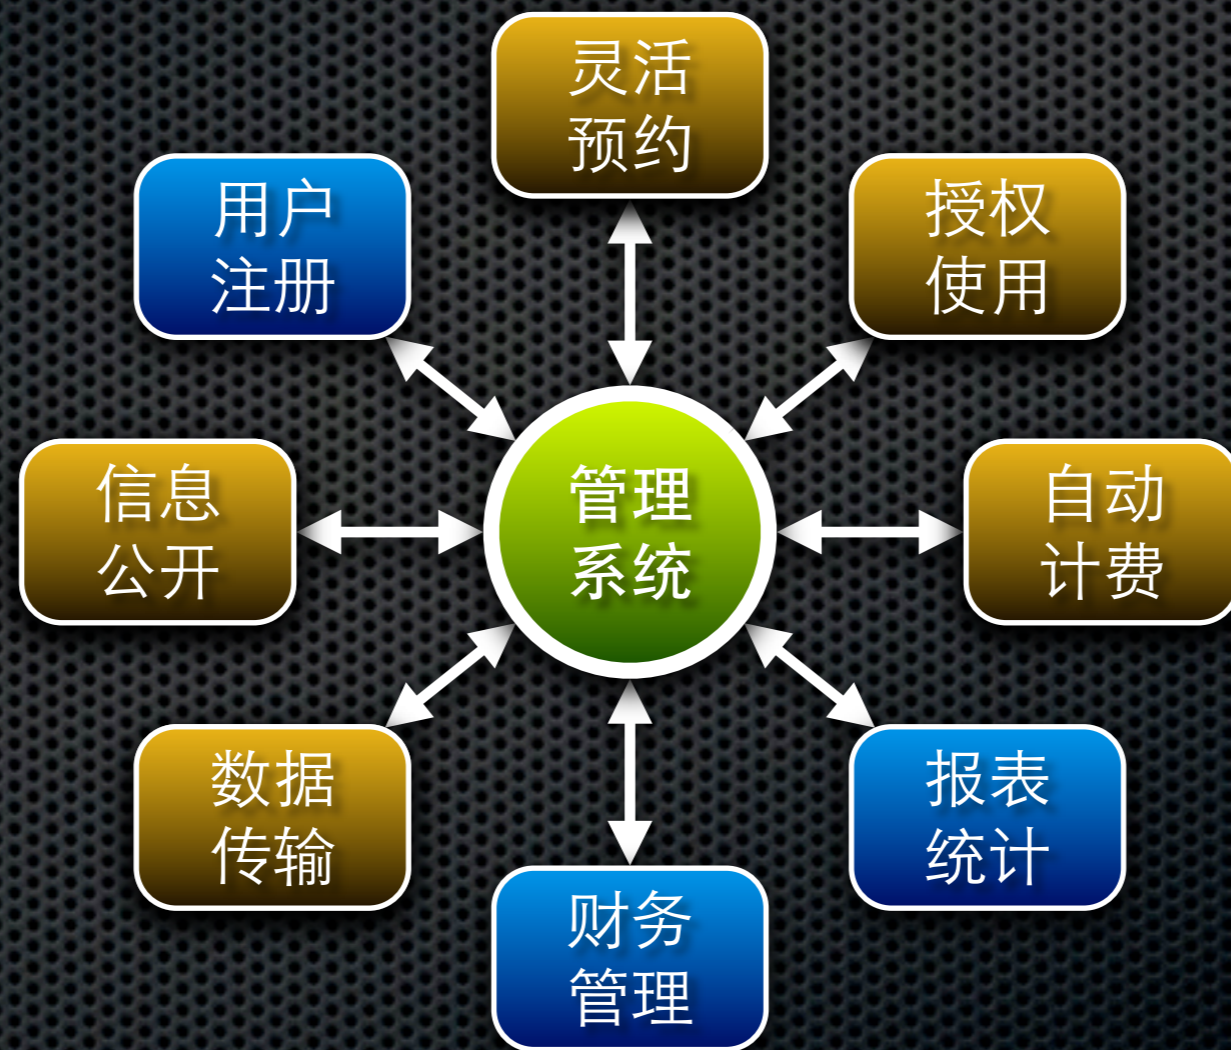 灵活
预约
用户
注册
授权
使用
信息
公开
管理
系统
自动
计费
数据
传输
报表
统计
财务
管理